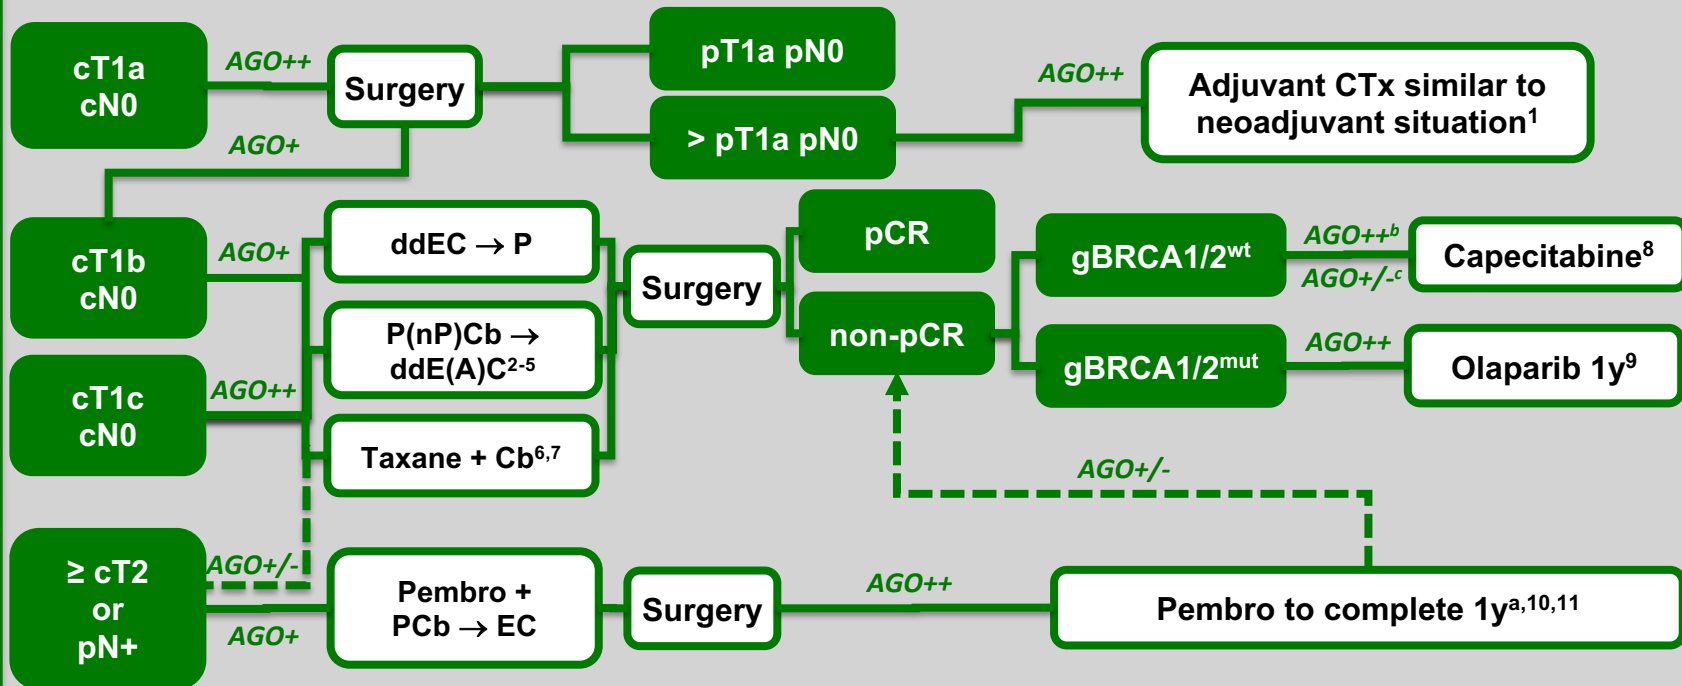 cT1a
cN0
AGO++
Surgery
pT1a pN0
> pT1a pN0
AGO++
Adjuvant CTx similar to
neoadjuvant situation¹
AGO+
cT1b
cN0
AGO+
cT1c
cN0
AGO++
ddEC → P
P(nP)Cb →
ddE(A)C²⁻⁵
Taxane + Cb⁶,⁷
Surgery
pCR
non-pCR
gBRCA1/2ʷᵗ
AGO++ᵇ
AGO+/-ᶜ
Capecitabine⁸
gBRCA1/2ᵐᵘᵗ
AGO++
Olaparib 1y⁹
AGO+/-
≥ cT2
or
pN+
AGO+/-
AGO+
Pembro +
PCb → EC
Surgery
AGO++
Pembro to complete 1yᵃ,¹⁰,¹¹